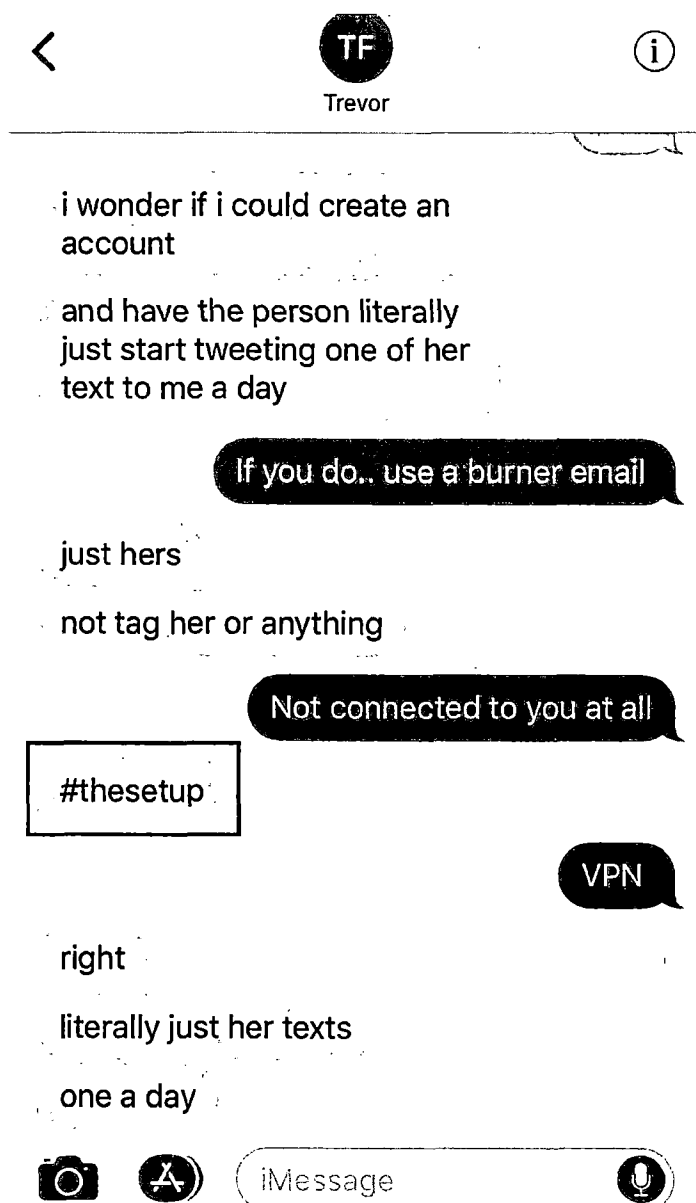 TF
Trevor
i wonder if i could create an
account
and have the person literally
just start tweeting one of her
text to me a day
If you do.. use a burner email
just hers
not tag her or anything
Not connected to you at all
#thesetup
VPN
right
literally just her texts
one a day
iMessage